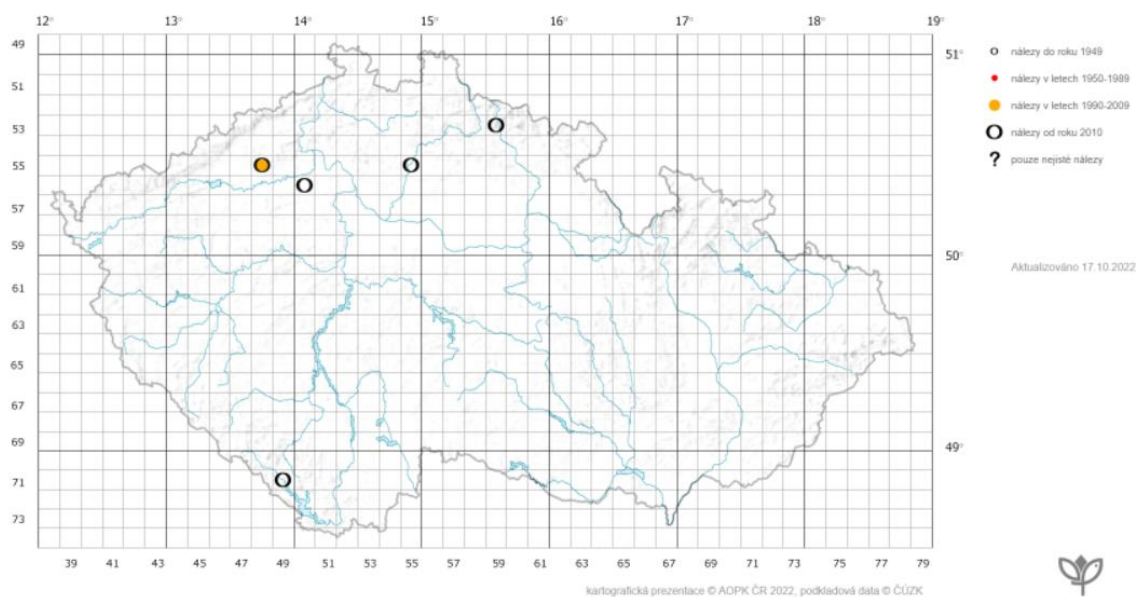 12° 13° 14° 15° 16° 17° 18° 19°
49
51°
51
53
55
57
59
50°
61
63
65
67
69
49°
71
73
39 41 43 45 47 49 51 53 55 57 59 61 63 65 67 69 71 73 75 77 79
nálezy do roku 1949
nálezy v letech 1950-1989
nálezy v letech 1990-2009
nálezy od roku 2010
? pouze nejisté nálezy
Aktualizováno 17.10.2022
kartografická prezentace © AOPK ČR 2022, podkladová data © ČÚZK